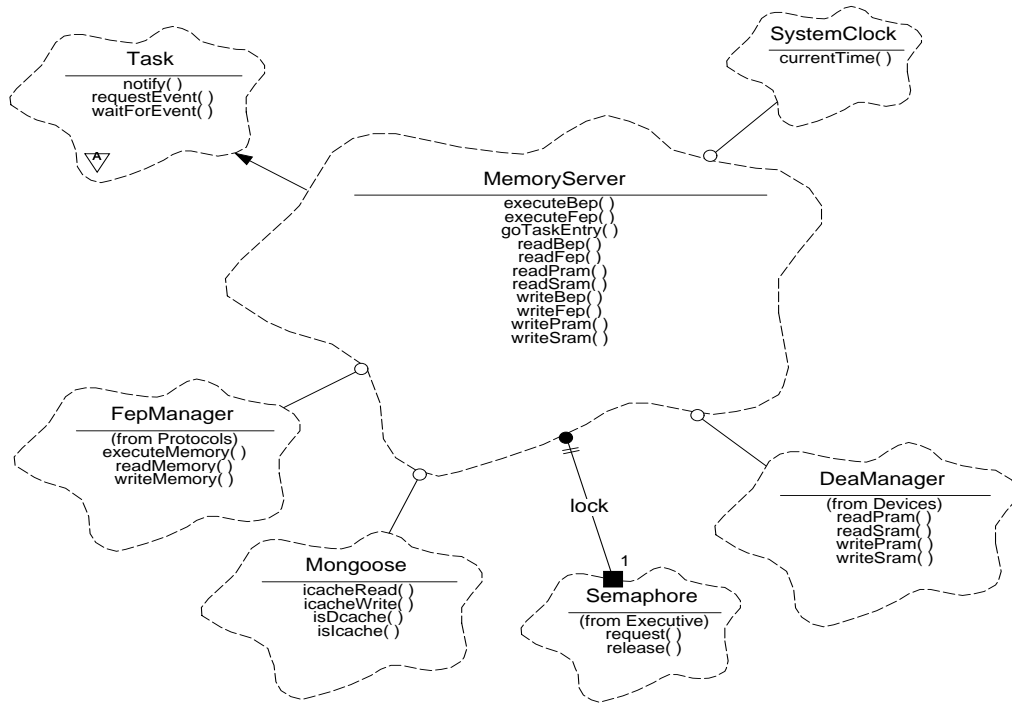 SystemClock
currentTime( )
Task
notify( )
requestEvent( )
waitForEvent( )
A
MemoryServer
executeBep( )
executeFep( )
goTaskEntry( )
readBep( )
readFep( )
readPram( )
readSram( )
writeBep( )
writeFep( )
writePram( )
writeSram( )
FepManager
(from Protocols)
executeMemory( )
readMemory( )
writeMemory( )
DeaManager
(from Devices)
readPram( )
readSram( )
writePram( )
writeSram( )
lock
1
Mongoose
icacheRead( )
icacheWrite( )
isDcache( )
isIcache( )
Semaphore
(from Executive)
request( )
release( )